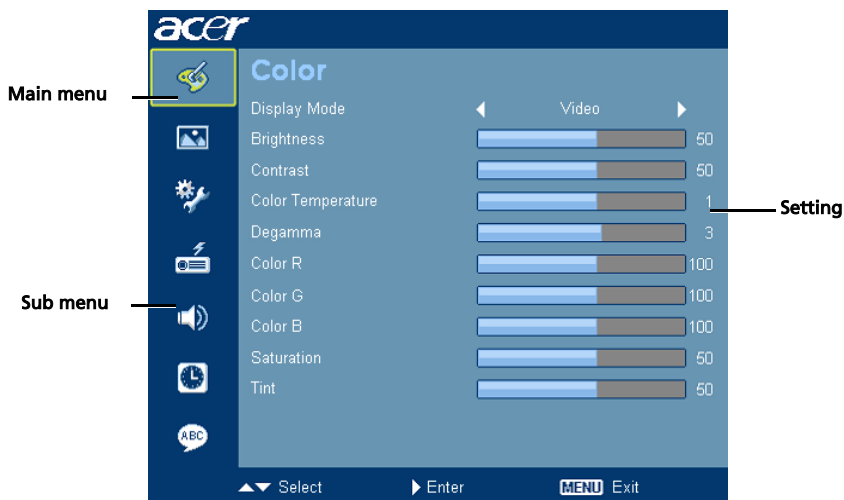 acer
Color
Main menu
Display Mode Video
Brightness 50
Contrast 50
Color Temperature 1
Setting
Degamma 3
Color R 100
Color G 100
Sub menu
Color B 100
Saturation 50
Tint 50
ABC
Select Enter MENU Exit